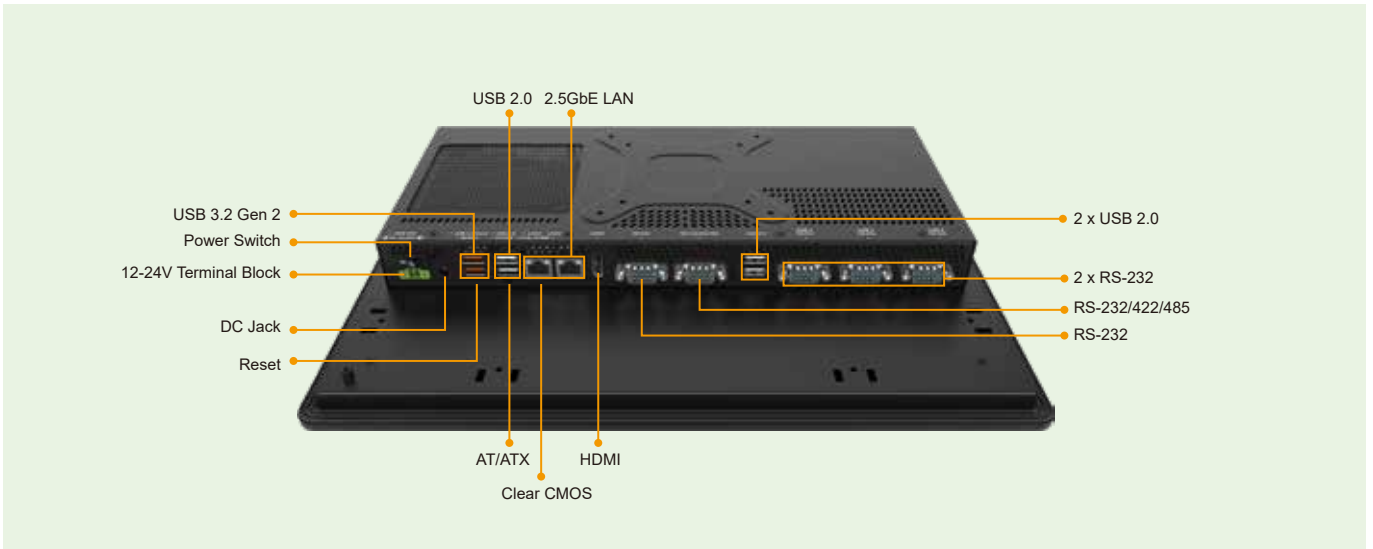 USB 2.0 2.5GbE LAN
USB 3.2 Gen 2
Power Switch
12-24V Terminal Block
DC Jack
Reset
2 x USB 2.0
2 x RS-232
RS-232/422/485
RS-232
AT/ATX
HDMI
Clear CMOS